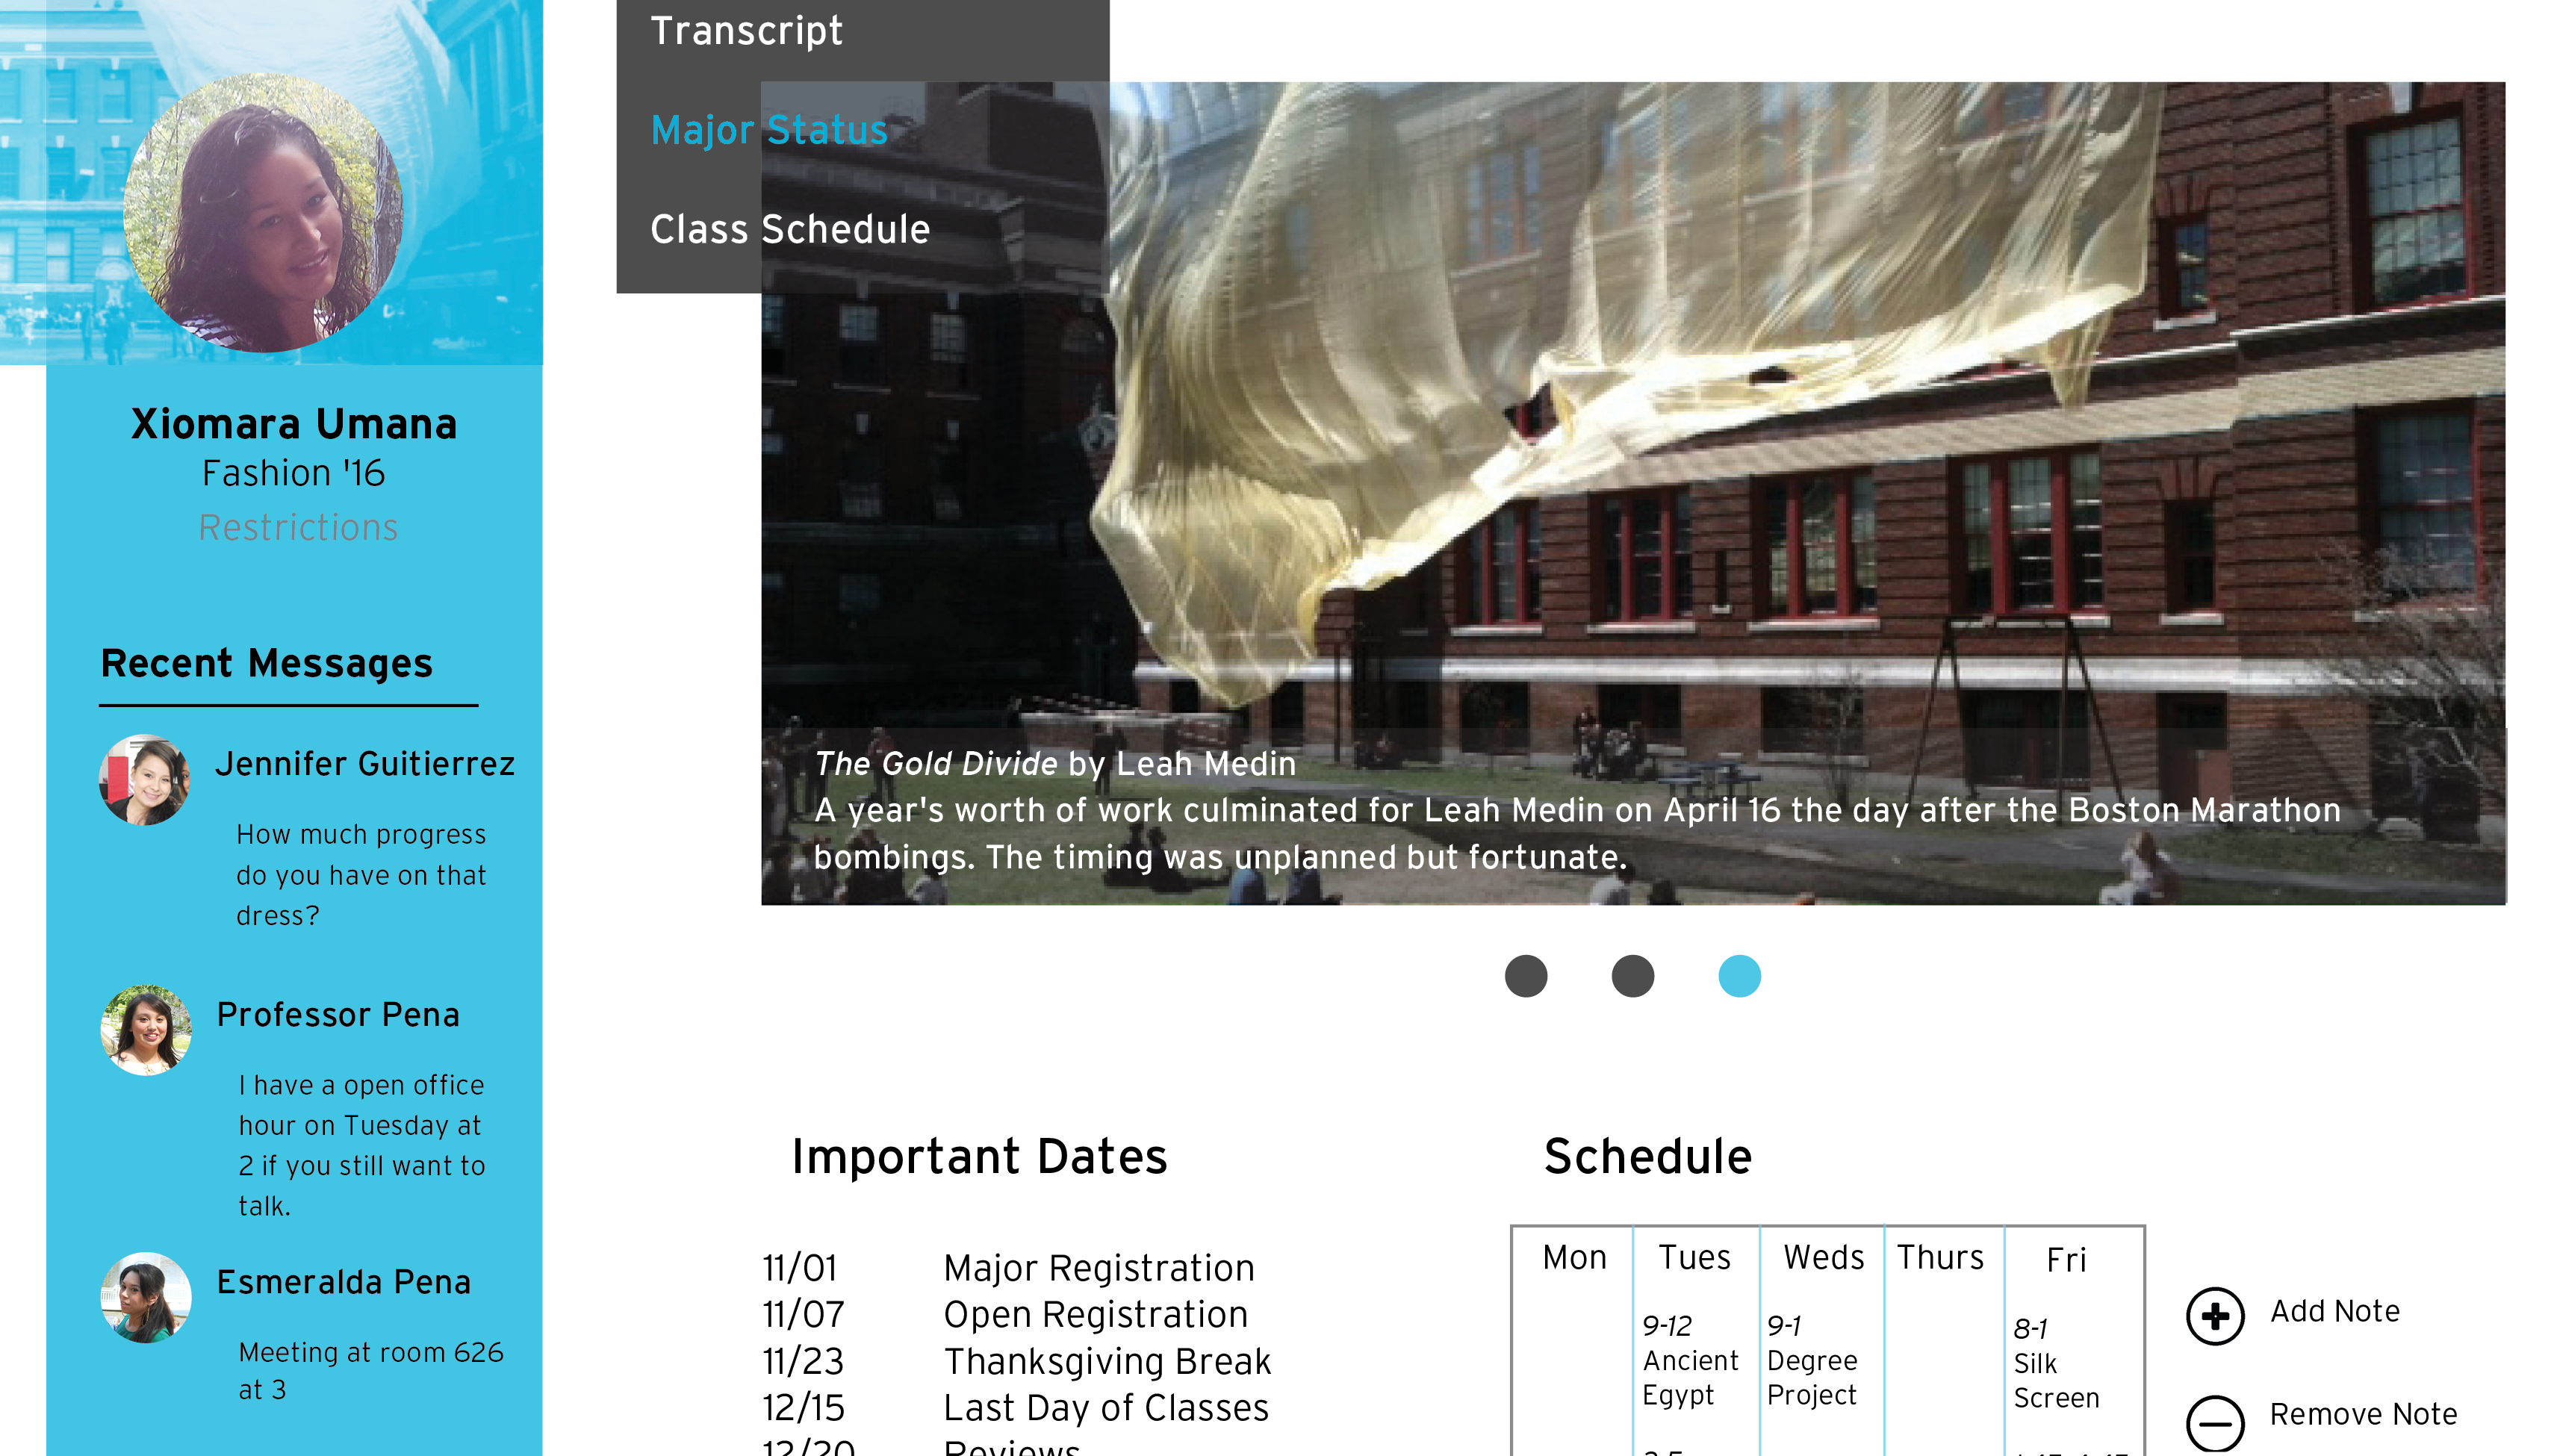 Transcript
Major Status
Class Schedule
Xiomara Umana
Fashion '16
Restrictions
Recent Messages
Jennifer Guitierrez
How much progress
do you have on that
dress?
Professor Pena
I have a open office
hour on Tuesday at
2 if you still want to
talk.
Esmeralda Pena
Meeting at room 626
at 3
The Gold Divide by Leah Medin
A year's worth of work culminated for Leah Medin on April 16 the day after the Boston Marathon
bombings. The timing was unplanned but fortunate.
Important Dates
11/01 Major Registration
11/07 Open Registration
11/23 Thanksgiving Break
12/15 Last Day of Classes
12/20 Reviews
Schedule
Mon Tues Weds Thurs Fri
9-12
Ancient
Egypt
9-1
Degree
Project
8-1
Silk
Screen
Add Note
Remove Note